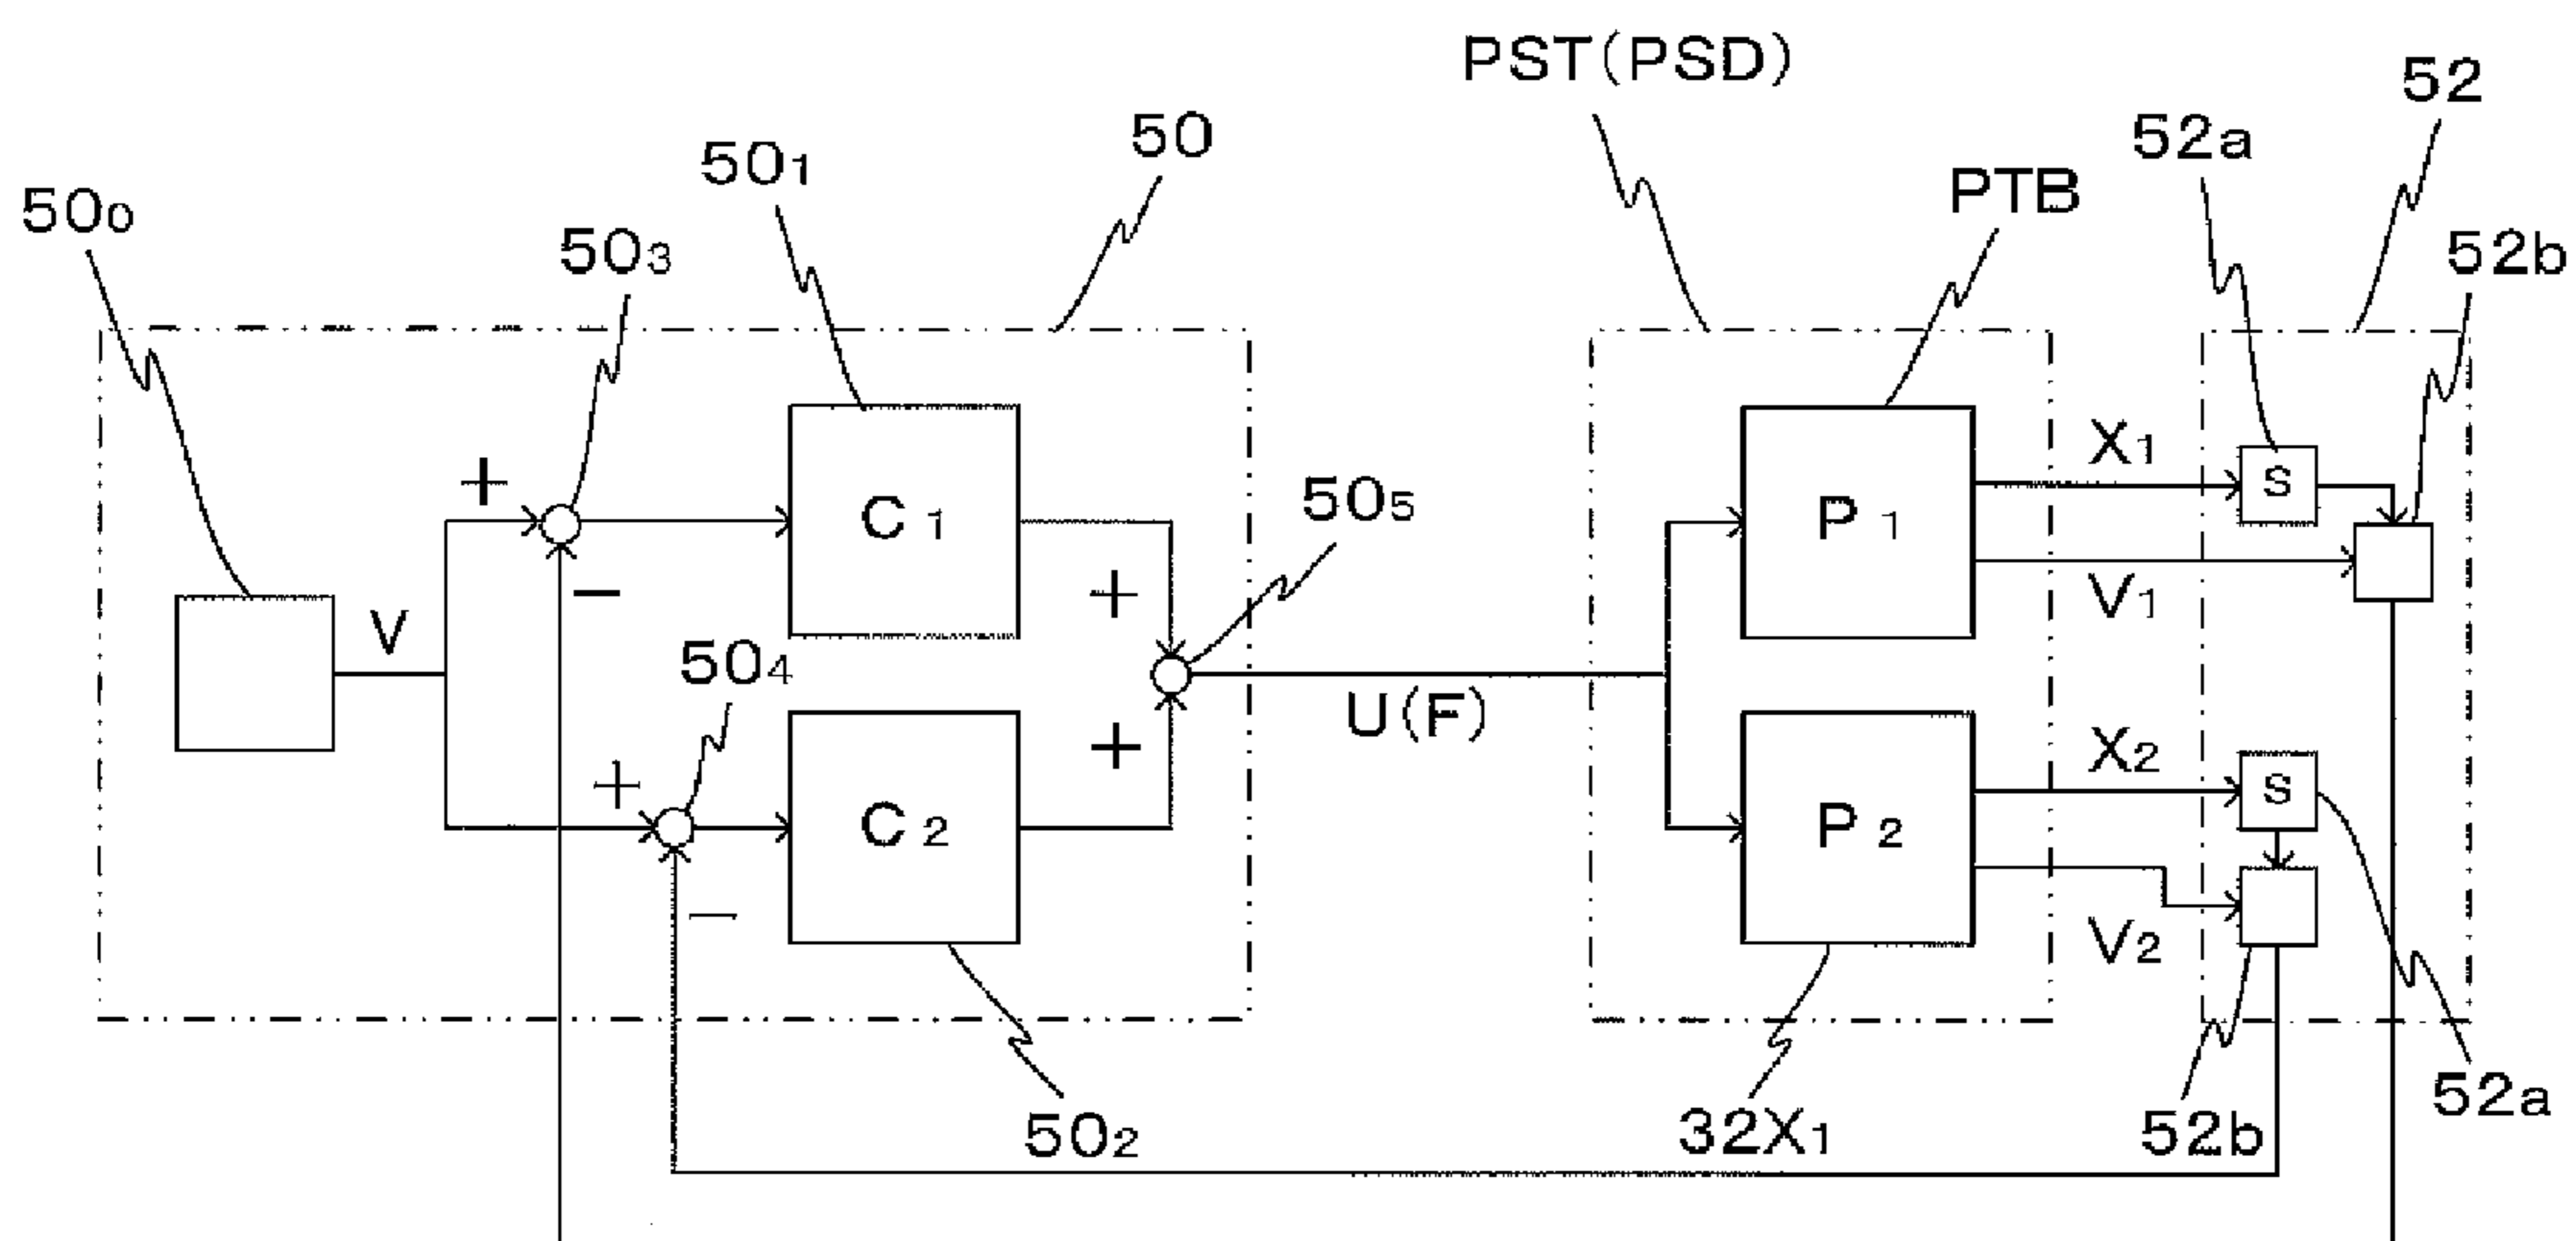 PST(PSD)
52
50
52a
501
PTB
500
503
52b
X1
S
+
C1
505
P1
+
V1
−
V
504
U(F)
+
X2
+
S
C2
P2
−
V2
52a
502
32X1
52b